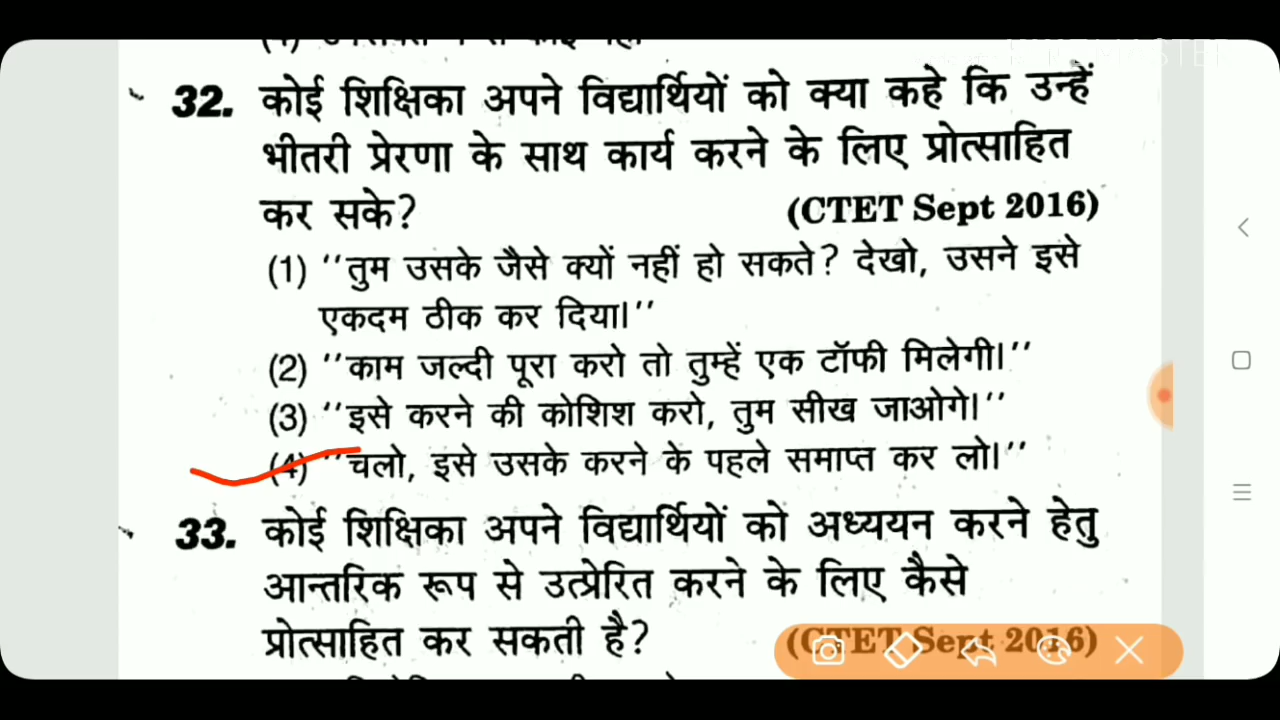 32. कोई शिक्षिका अपने विद्यार्थियों को क्या कहे कि उन्हें
भीतरी प्रेरणा के साथ कार्य करने के लिए प्रोत्साहित
कर सके? (CTET Sept 2016)
(1) ''तुम उसके जैसे क्यों नहीं हो सकते? देखो, उसने इसे
एकदम ठीक कर दिया।''
(2) ''काम जल्दी पूरा करो तो तुम्हें एक टॉफी मिलेगी।''
(3) ''इसे करने की कोशिश करो, तुम सीख जाओगे।''
(4) ''चलो, इसे उसके करने के पहले समाप्त कर लो।''
33. कोई शिक्षिका अपने विद्यार्थियों को अध्ययन करने हेतु
आन्तरिक रूप से उत्प्रेरित करने के लिए कैसे
प्रोत्साहित कर सकती है? (CTET Sept 2016)